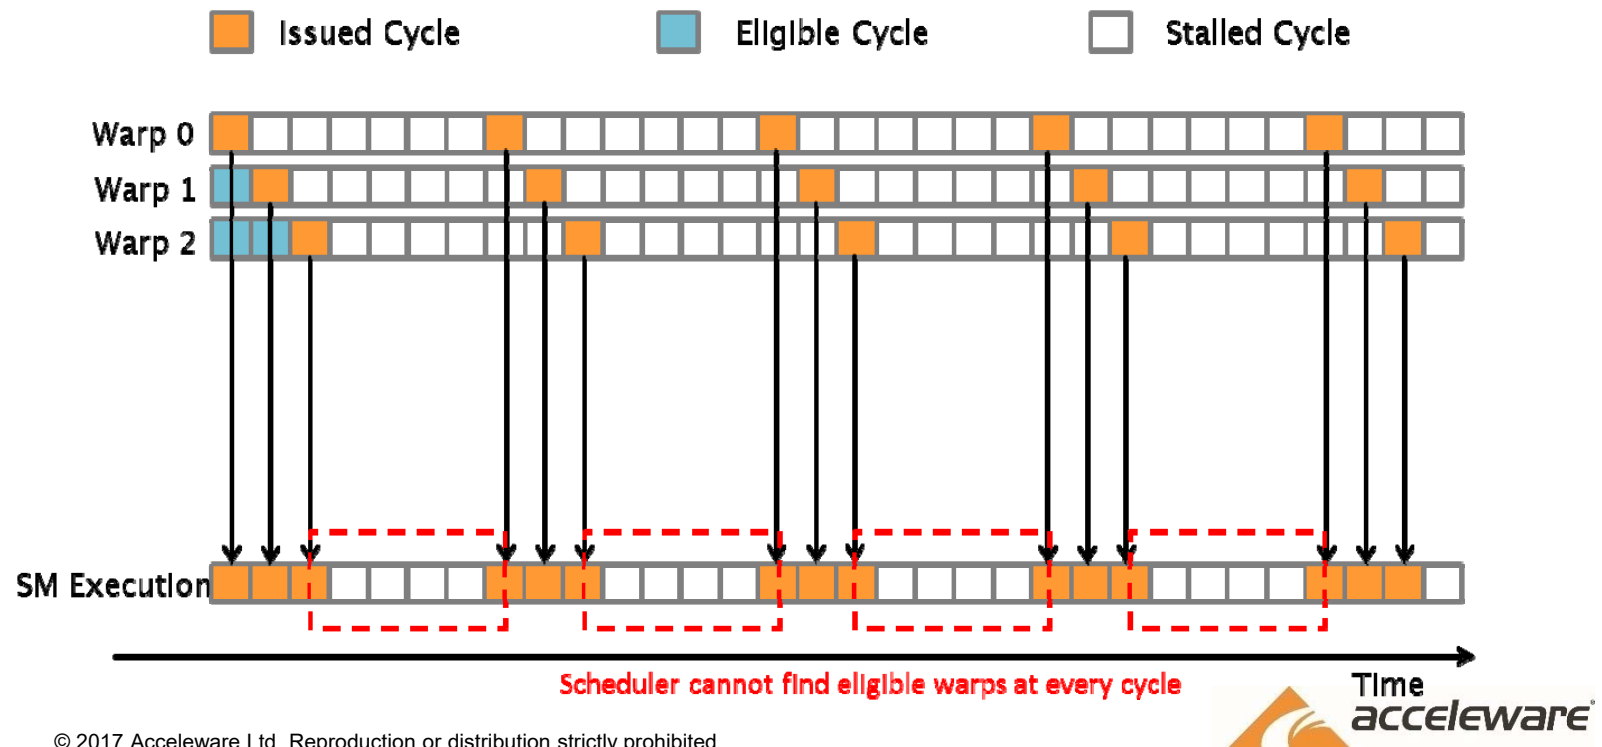 Issued Cycle
Eligible Cycle
Stalled Cycle
Warp 0
Warp 1
Warp 2
SM Execution
Scheduler cannot find eligible warps at every cycle
Time
acceleware
© 2017 Acceleware Ltd. Reproduction or distribution strictly prohibited